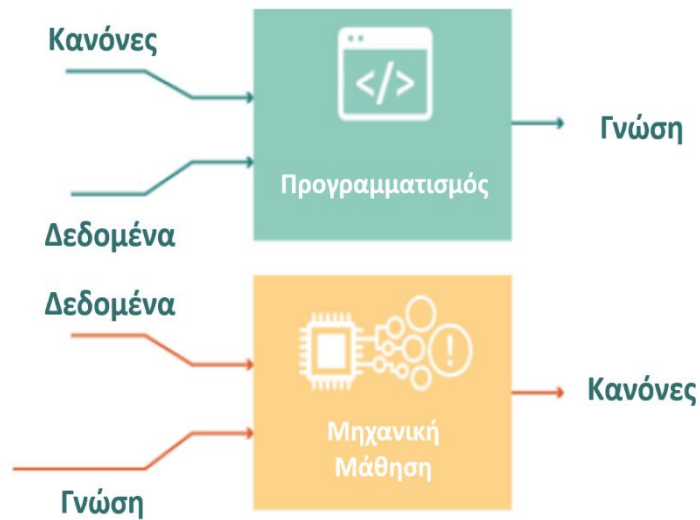 Κανόνες
</>
Προγραμματισμός
Γνώση
Δεδομένα
Δεδομένα
!
Μηχανική
Μάθηση
Κανόνες
Γνώση